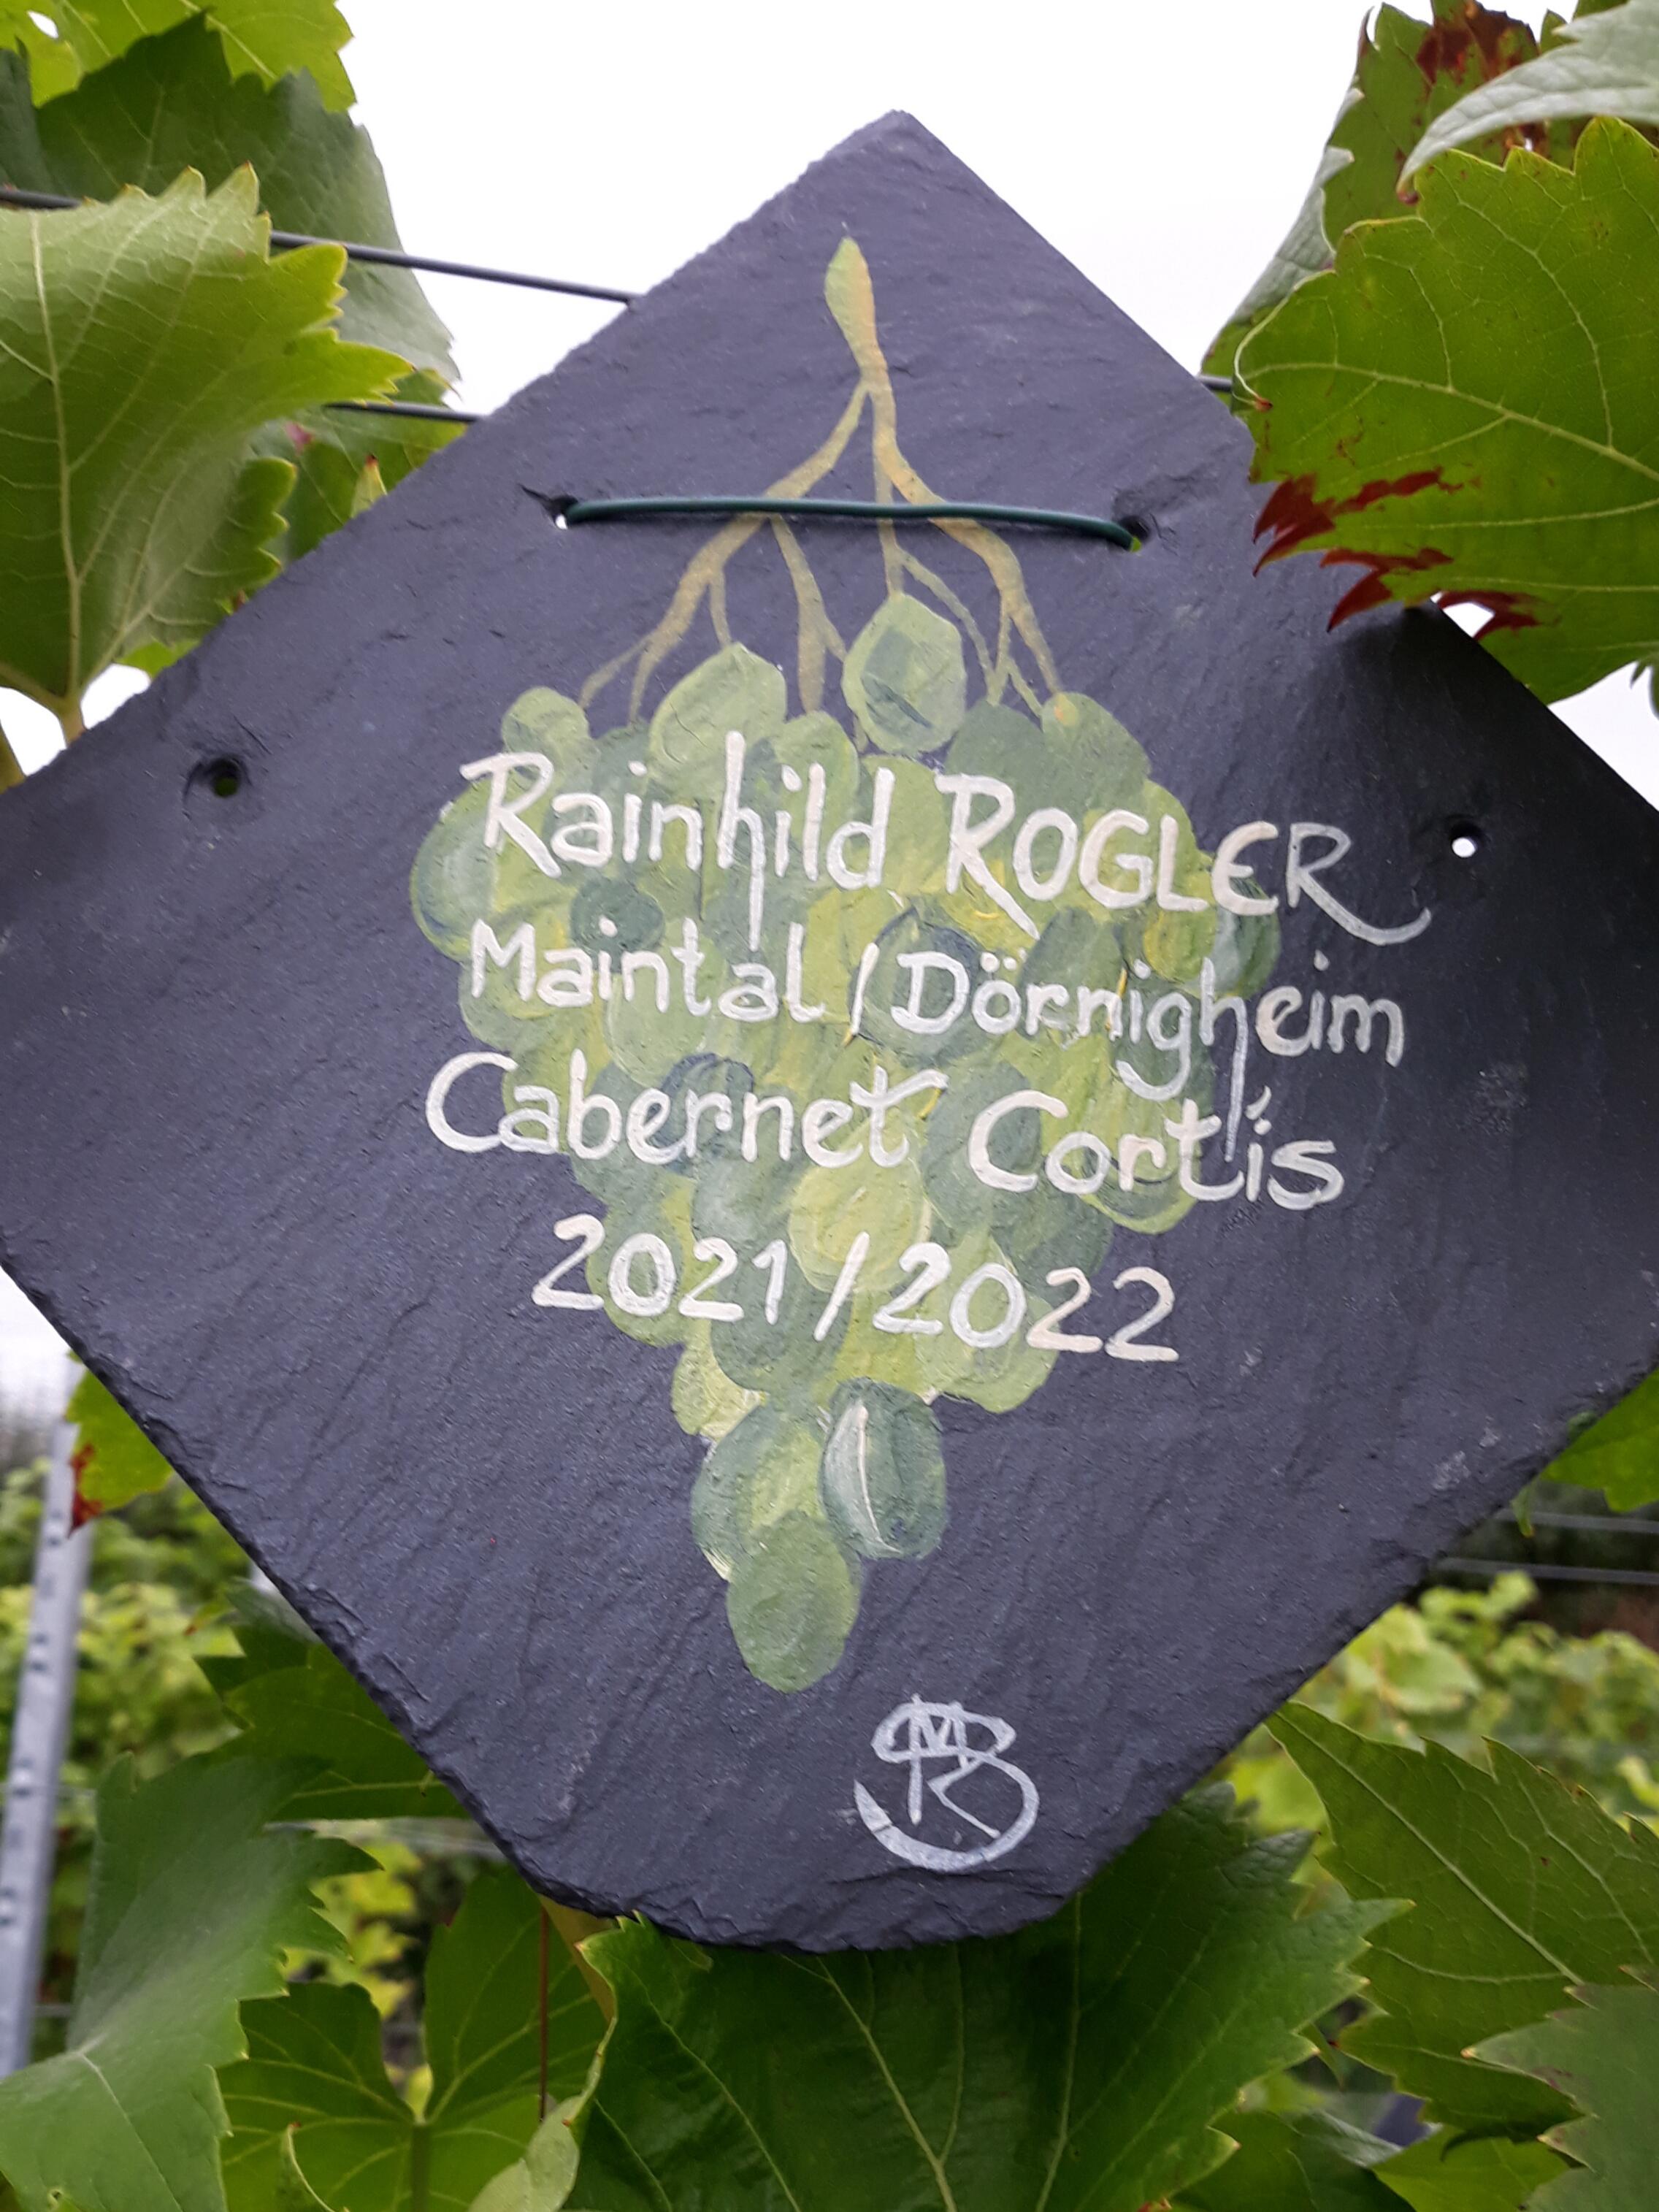 Rainhild ROGLER
Maintal / Dörnigheim
Cabernet Cortis
2021 / 2022